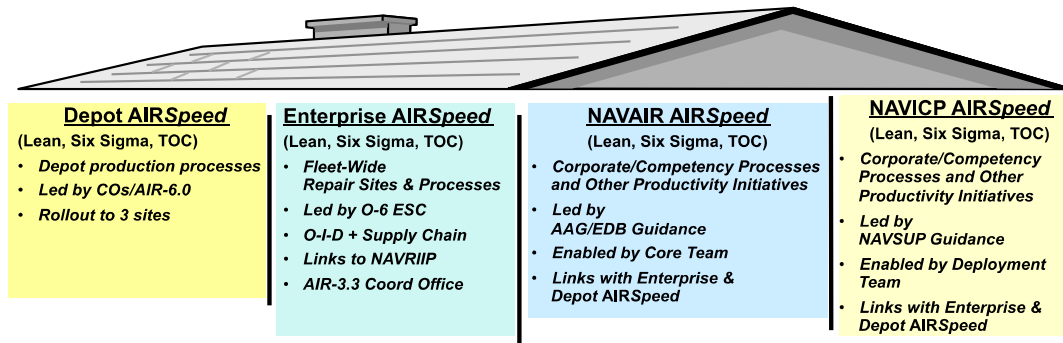 Depot AIRSpeed
(Lean, Six Sigma, TOC)
• Depot production processes
• Led by COs/AIR-6.0
• Rollout to 3 sites
Enterprise AIRSpeed
(Lean, Six Sigma, TOC)
• Fleet-Wide
Repair Sites & Processes
• Led by O-6 ESC
• O-I-D + Supply Chain
• Links to NAVRIIP
• AIR-3.3 Coord Office
NAVAIR AIRSpeed
(Lean, Six Sigma, TOC)
• Corporate/Competency Processes
and Other Productivity Initiatives
• Led by
AAG/EDB Guidance
• Enabled by Core Team
• Links with Enterprise &
Depot AIRSpeed
NAVICP AIRSpeed
(Lean, Six Sigma, TOC)
• Corporate/Competency
Processes and Other
Productivity Initiatives
• Led by
NAVSUP Guidance
• Enabled by Deployment
Team
• Links with Enterprise &
Depot AIRSpeed